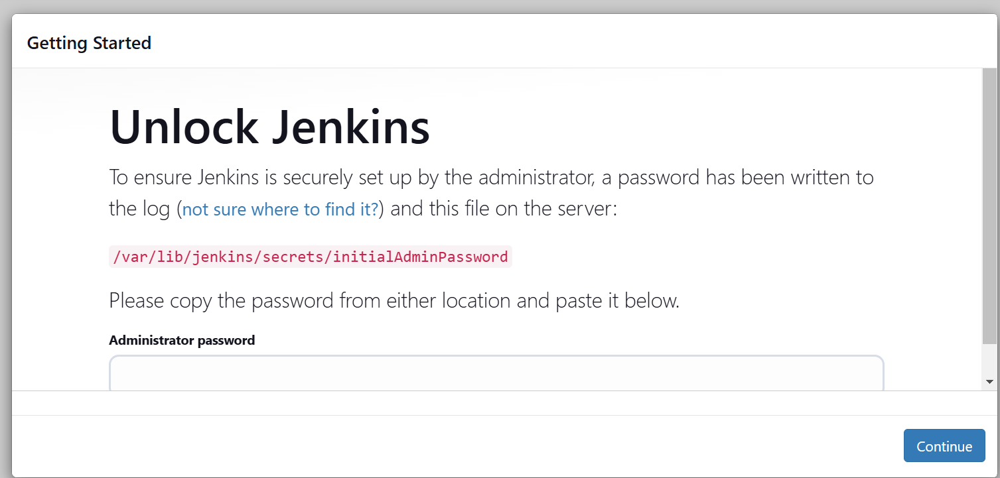 Getting Started
Unlock Jenkins
To ensure Jenkins is securely set up by the administrator, a password has been written to
the log (not sure where to find it?) and this file on the server:
/var/lib/jenkins/secrets/initialAdminPassword
Please copy the password from either location and paste it below.
Administrator password
Continue